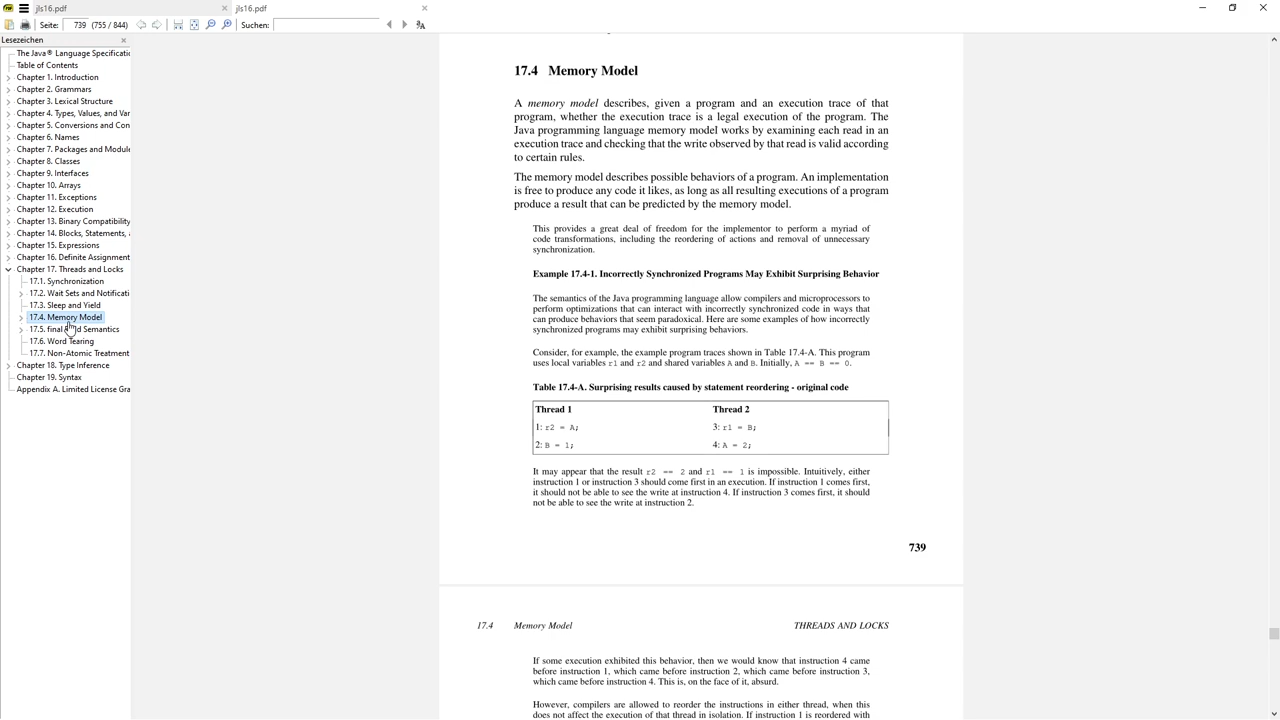 jls16.pdf
jls16.pdf
Seite: 739 (755 / 844) Suchen:
Lesezeichen
The Java® Language Specificatio
Table of Contents
Chapter 1. Introduction
Chapter 2. Grammars
Chapter 3. Lexical Structure
Chapter 4. Types, Values, and Var
Chapter 5. Conversions and Con
Chapter 6. Names
Chapter 7. Packages and Module
Chapter 8. Classes
Chapter 9. Interfaces
Chapter 10. Arrays
Chapter 11. Exceptions
Chapter 12. Execution
Chapter 13. Binary Compatibility
Chapter 14. Blocks, Statements,
Chapter 15. Expressions
Chapter 16. Definite Assignment
Chapter 17. Threads and Locks
17.1. Synchronization
17.2. Wait Sets and Notificati
17.3. Sleep and Yield
17.4. Memory Model
17.5. final Semantics
17.6. Word Tearing
17.7. Non-Atomic Treatment
Chapter 18. Type Inference
Chapter 19. Syntax
Appendix A. Limited License Gra
17.4 Memory Model
A memory model describes, given a program and an execution trace of that
program, whether the execution trace is a legal execution of the program. The
Java programming language memory model works by examining each read in an
execution trace and checking that the write observed by that read is valid according
to certain rules.
The memory model describes possible behaviors of a program. An implementation
is free to produce any code it likes, as long as all resulting executions of a program
produce a result that can be predicted by the memory model.
This provides a great deal of freedom for the implementor to perform a myriad of
code transformations, including the reordering of actions and removal of unnecessary
synchronization.
Example 17.4-1. Incorrectly Synchronized Programs May Exhibit Surprising Behavior
The semantics of the Java programming language allow compilers and microprocessors to
perform optimizations that can interact with incorrectly synchronized code in ways that
can produce behaviors that seem paradoxical. Here are some examples of how incorrectly
synchronized programs may exhibit surprising behaviors.
Consider, for example, the example program traces shown in Table 17.4-A. This program
uses local variables r1 and r2 and shared variables A and B. Initially, A == B == 0.
Table 17.4-A. Surprising results caused by statement reordering - original code
Thread 1 Thread 2
1: r2 = A; 3: r1 = B;
2: B = 1; 4: A = 2;
It may appear that the result r2 == 2 and r1 == 1 is impossible. Intuitively, either
instruction 1 or instruction 3 should come first in an execution. If instruction 1 comes first,
it should not be able to see the write at instruction 4. If instruction 3 comes first, it should
not be able to see the write at instruction 2.
739
17.4 Memory Model THREADS AND LOCKS
If some execution exhibited this behavior, then we would know that instruction 4 came
before instruction 1, which came before instruction 2, which came before instruction 3,
which came before instruction 4. This is, on the face of it, absurd.
However, compilers are allowed to reorder the instructions in either thread, when this
does not affect the execution of that thread in isolation. If instruction 1 is reordered with